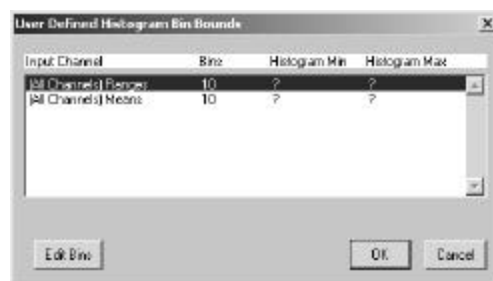 User Defined Histogram Bin Bounds
Input Channel Bins Histogram Min Histogram Max
(All Channels) Ranges 10 ? ?
(All Channels) Means 10 ? ?
Edit Bins OK Cancel